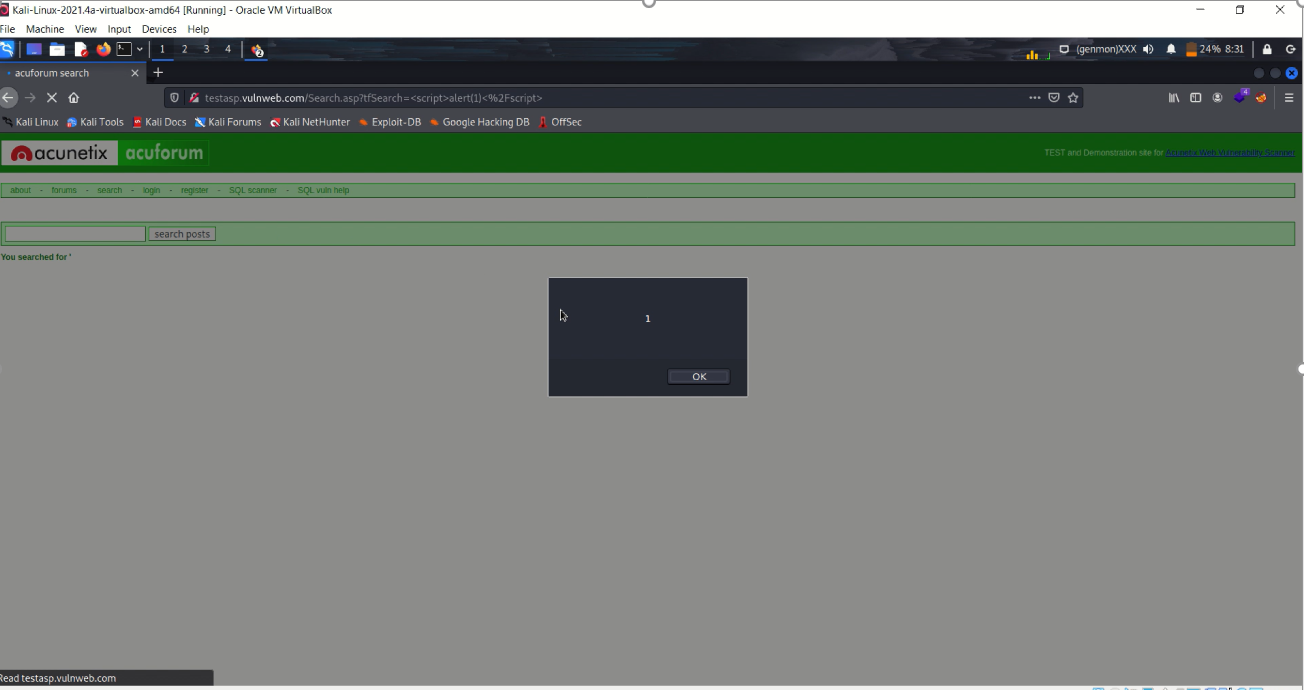 Kali-Linux-2021.4a-virtualbox-amd64 [Running] - Oracle VM VirtualBox
File Machine View Input Devices Help
1 2 3 4 2 (genmon)XXX 24% 8:31
acuforum search
testasp.vulnweb.com/Search.asp?tfSearch=<script>alert(1)<%2Fscript> 4
Kali Linux Kali Tools Kali Docs Kali Forums Kali NetHunter Exploit-DB Google Hacking DB OffSec
acunetix acuforum TEST and Demonstration site for Acunetix Web Vulnerability Scanner
about - forums - search - login - register - SQL scanner - SQL vuln help
search posts
You searched for '
1
OK
Read testasp.vulnweb.com